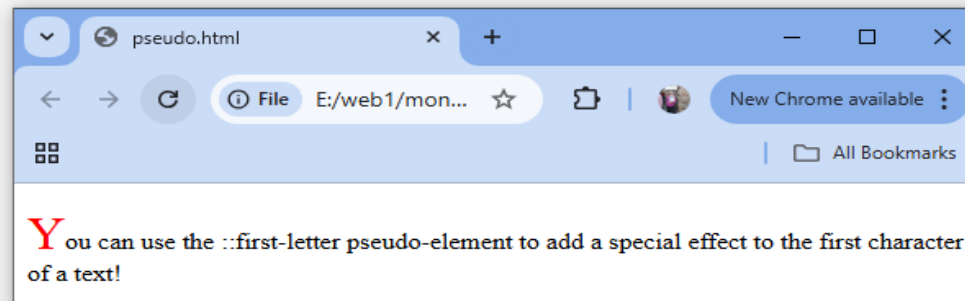 pseudo.html
File E:/web1/mon... New Chrome available
All Bookmarks
You can use the ::first-letter pseudo-element to add a special effect to the first character
of a text!